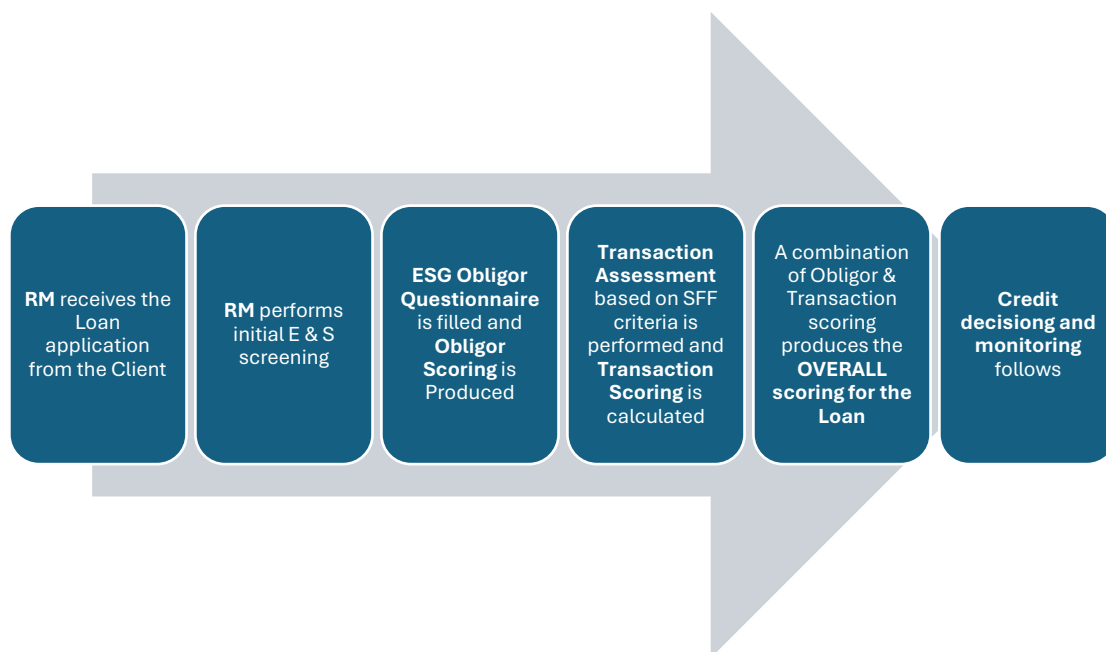 RM receives the
Loan
application
from the Client
RM performs
initial E & S
screening
ESG Obligor
Questionnaire
is filled and
Obligor
Scoring is
Produced
Transaction
Assessment
based on SFF
criteria is
performed and
Transaction
Scoring is
calculated
A combination
of Obligor &
Transaction
scoring
produces the
OVERALL
scoring for the
Loan
Credit
decisiong and
monitoring
follows